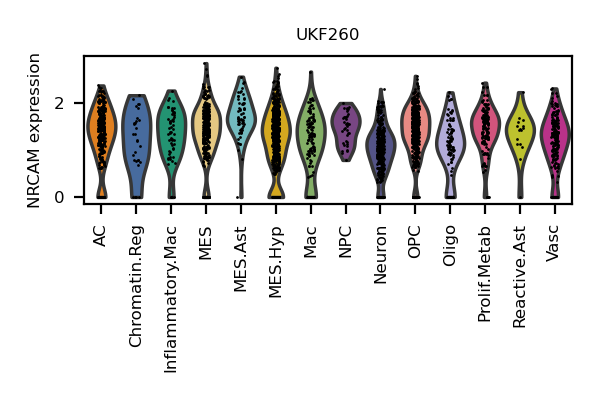 UKF260
NRCAM expression
2
0
AC
Chromatin.Reg
Inflammatory.Mac
MES
MES.Ast
MES.Hyp
Mac
NPC
Neuron
OPC
Oligo
Prolif.Metab
Reactive.Ast
Vasc